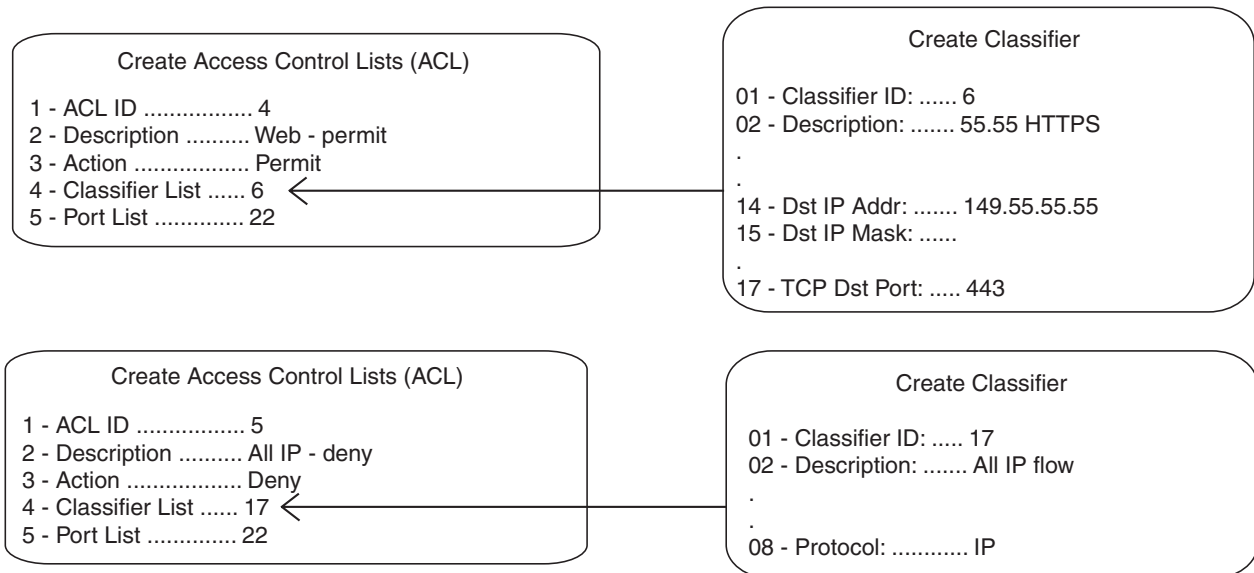 Create Access Control Lists (ACL)
1 - ACL ID ................. 4
2 - Description .......... Web - permit
3 - Action .................. Permit
4 - Classifier List ...... 6
5 - Port List .............. 22
Create Classifier
01 - Classifier ID: ...... 6
02 - Description: ....... 55.55 HTTPS
.
.
14 - Dst IP Addr: ....... 149.55.55.55
15 - Dst IP Mask: ......
.
17 - TCP Dst Port: ..... 443
Create Access Control Lists (ACL)
1 - ACL ID ................. 5
2 - Description .......... All IP - deny
3 - Action .................. Deny
4 - Classifier List ...... 17
5 - Port List .............. 22
Create Classifier
01 - Classifier ID: ..... 17
02 - Description: ....... All IP flow
.
.
08 - Protocol: ............ IP